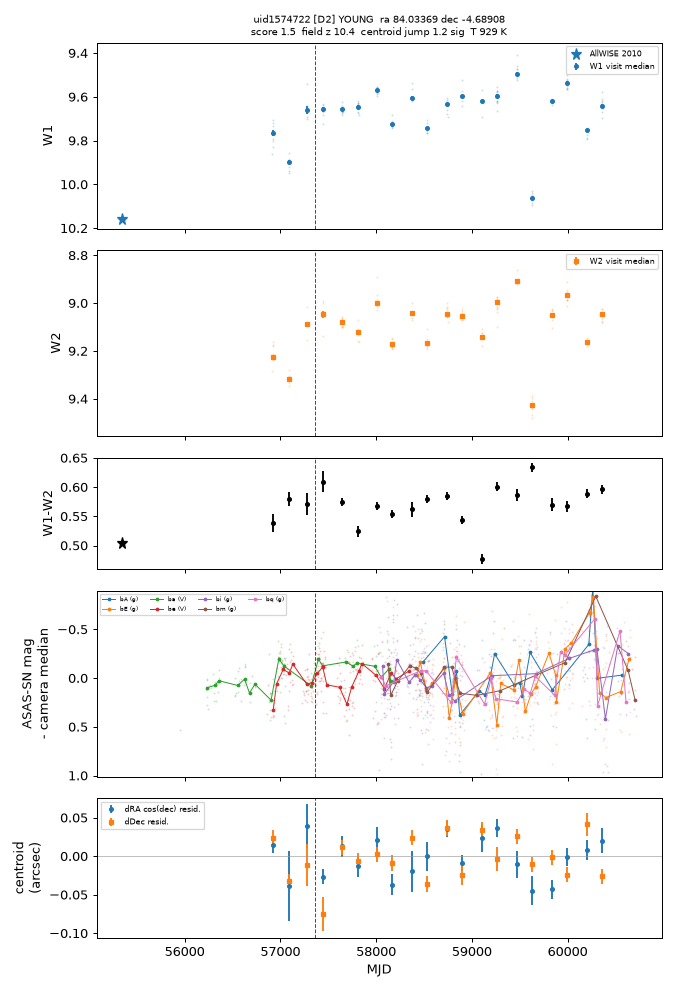 uid1574722 [D2] YOUNG ra 84.03369 dec -4.68908
score 1.5 field z 10.4 centroid jump 1.2 sig T 929 K
AllWISE 2010
W1 visit median
9.4
9.6
9.8
10.0
10.2
W1
W2 visit median
8.8
9.0
9.2
9.4
W2
0.65
0.60
0.55
0.50
W1-W2
bA (g)
bE (g)
ba (V)
be (V)
bi (g)
bm (g)
bq (g)
−0.5
0.0
0.5
1.0
ASAS-SN mag
- camera median
dRA cos(dec) resid.
dDec resid.
0.05
0.00
−0.05
−0.10
centroid
(arcsec)
56000
57000
58000
59000
60000
MJD